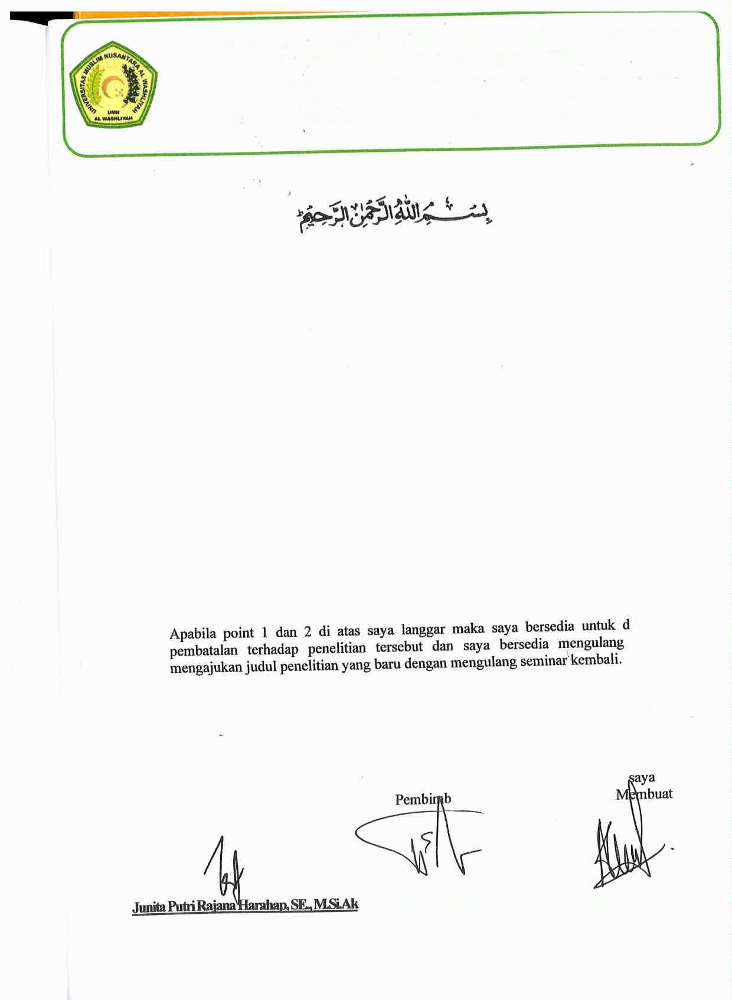 UNIVERSITAS MUSLIM NUSANTARA AL WASHLIYAH
UMN
AL WASHLIYAH
بِسْمِ اللهِ الرَّحْمٰنِ الرَّحِيْمِ
Apabila point 1 dan 2 di atas saya langgar maka saya bersedia untuk d
pembatalan terhadap penelitian tersebut dan saya bersedia mengulang
mengajukan judul penelitian yang baru dengan mengulang seminar kembali.
saya
Pembimb
Membuat
Junita Putri Rajana Harahap, SE., M.Si.Ak